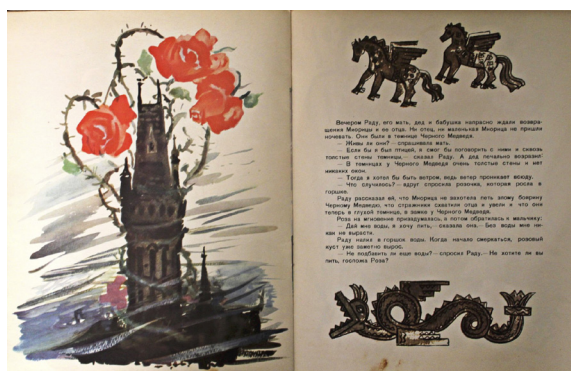 Вечером Раду, его мать, дед и бабушка напрасно ждали возвра-
щения Миорицы и ее отца. Ни отец, ни маленькая Миорица не пришли
ночевать. Они были в темнице Черного Медведя.
— Живы ли они? — спрашивала мать.
— Если бы я был птицей, я смог бы поговорить с ними и сквозь
толстые стены темницы, — сказал Раду. А дед печально возразил:
— В темницах у Черного Медведя очень толстые стены и нет
никаких окон.
— Тогда я хотел бы быть ветром, ведь ветер проникает всюду.
— Что случилось? — вдруг спросила розочка, которая росла в
горшке.
Раду рассказал ей, что Миорица не захотела петь злому боярину
Черному Медведю, что стражники схватили отца и увели и что они
теперь в глухой темнице, в замке у Черного Медведя.
Роза на мгновение призадумалась, а потом обратилась к мальчику:
— Дай мне воды, я хочу пить, — сказала она. — Без воды мне ни-
как не вырасти.
Раду налил в горшок воды. Когда начало смеркаться, розовый
куст уже заметно вырос.
— Не подбавить ли еще воды? — спросил Раду. — Не хотите ли вы
пить, госпожа Роза?